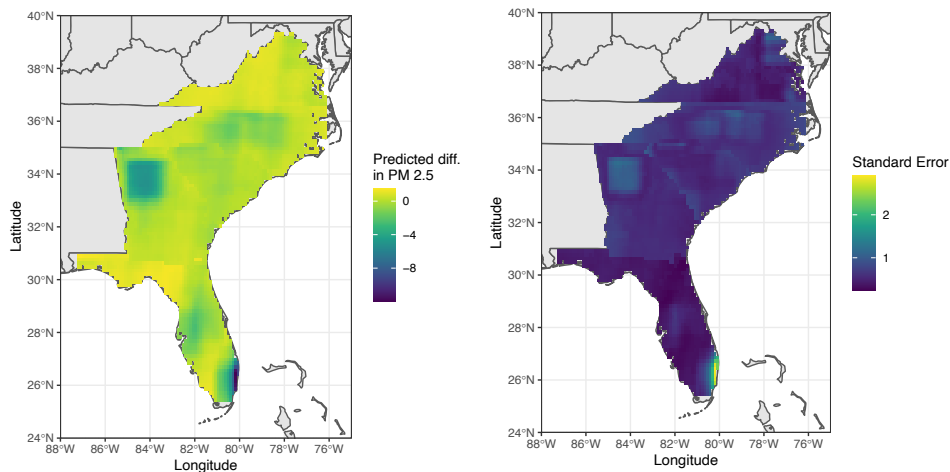 40°N
38°N
36°N
34°N
32°N
30°N
28°N
26°N
24°N
Latitude
88°W 86°W 84°W 82°W 80°W 78°W 76°W
Longitude
Predicted diff.
in PM 2.5
0
−4
−8
40°N
38°N
36°N
34°N
32°N
30°N
28°N
26°N
24°N
Latitude
88°W 86°W 84°W 82°W 80°W 78°W 76°W
Longitude
Standard Error
2
1